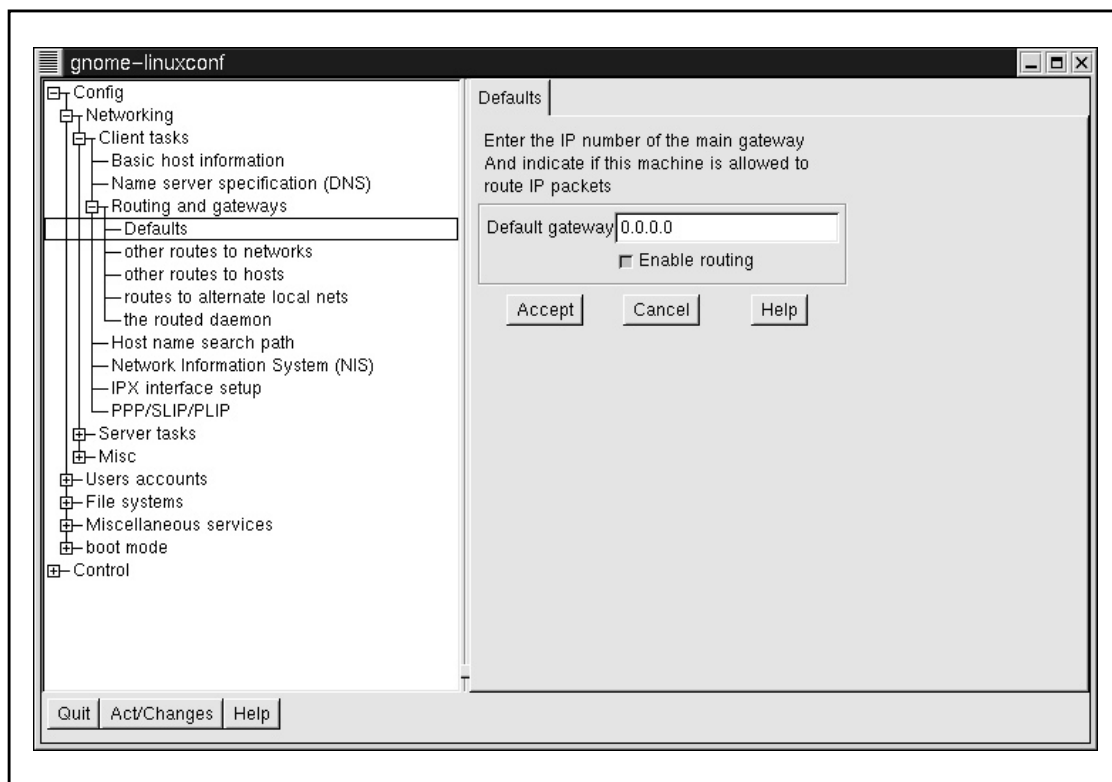 gnome-linuxconf
Config
Networking
Client tasks
Basic host information
Name server specification (DNS)
Routing and gateways
Defaults
other routes to networks
other routes to hosts
routes to alternate local nets
the routed daemon
Host name search path
Network Information System (NIS)
IPX interface setup
PPP/SLIP/PLIP
Server tasks
Misc
Users accounts
File systems
Miscellaneous services
boot mode
Control
Defaults
Enter the IP number of the main gateway
And indicate if this machine is allowed to
route IP packets
Default gateway 0.0.0.0
Enable routing
Accept Cancel Help
Quit Act/Changes Help